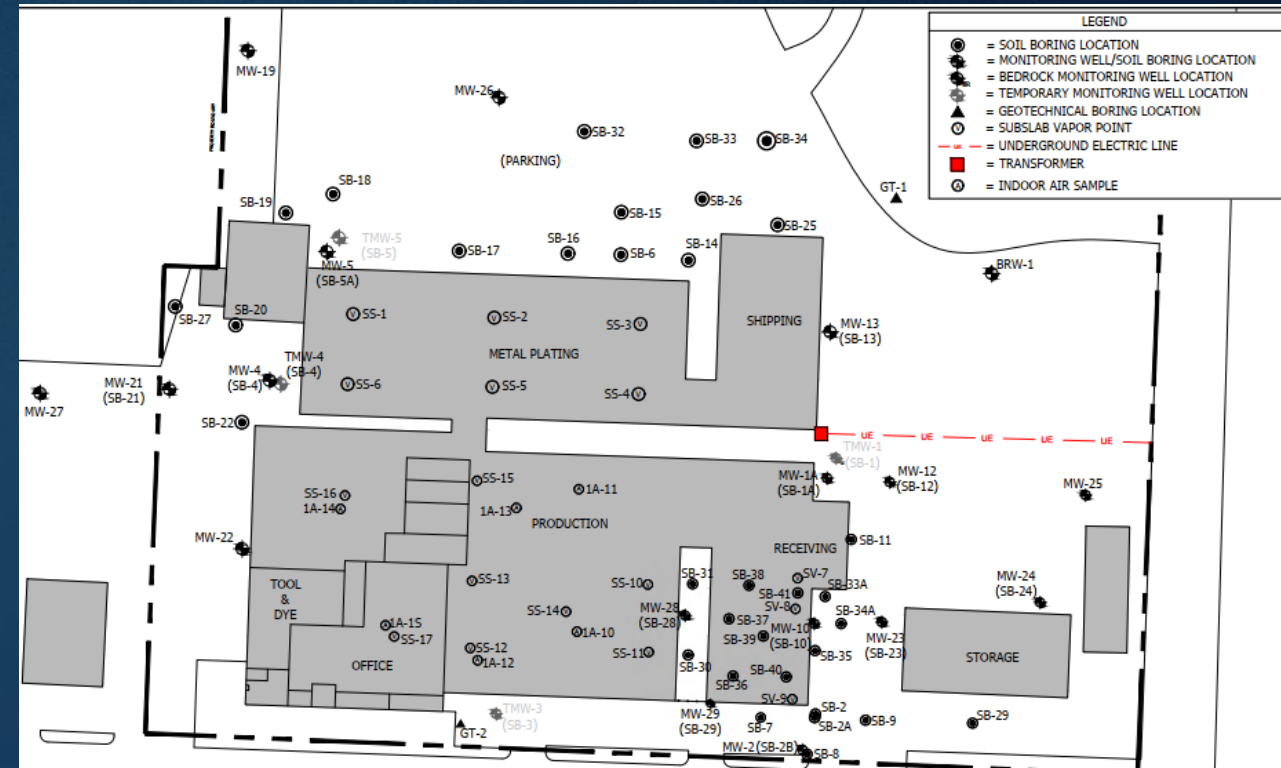 LEGEND
= SOIL BORING LOCATION
= MONITORING WELL/SOIL BORING LOCATION
= BEDROCK MONITORING WELL LOCATION
= TEMPORARY MONITORING WELL LOCATION
= GEOTECHNICAL BORING LOCATION
V = SUBSLAB VAPOR POINT
UE = UNDERGROUND ELECTRIC LINE
= TRANSFORMER
A = INDOOR AIR SAMPLE
MW-19
MW-26
SB-32
SB-33
SB-34
(PARKING)
GT-1
SB-18
SB-19
SB-15
SB-26
SB-25
TMW-5
(SB-5)
MW-5
(SB-5A)
SB-17
SB-16
SB-6
SB-14
BRW-1
SB-27
SB-20
V SS-1
V SS-2
SS-3 V
SHIPPING
MW-13
(SB-13)
METAL PLATING
MW-27
MW-21
(SB-21)
MW-4
(SB-4)
TMW-4
(SB-4)
V SS-6
V SS-5
SS-4 V
SB-22
UE UE UE UE UE
TMW-1
(SB-1)
MW-1A
(SB-1A)
MW-12
(SB-12)
MW-25
SS-15
V
SS-16 V
1A-14 A
A 1A-11
1A-13 A
PRODUCTION
MW-22
RECEIVING
SB-11
TOOL
&
DYE
V SS-13
SS-10 V
SB-31
SB-38
SV-7
V
SB-41
SB-33A
SV-8
V
MW-24
(SB-24)
SS-14 V
MW-28
(SB-28)
SB-37
MW-10
(SB-10)
SB-34A
MW-23
(SB-23)
A 1A-15
V SS-17
A 1A-10
SB-39
SB-35
OFFICE
V SS-12
A 1A-12
SS-11 V
SB-30
SB-36
SB-40
STORAGE
SV-9 V
TMW-3
(SB-3)
GT-2
MW-29
(SB-29)
SB-7
SB-2
SB-2A
SB-9
SB-29
MW-2 (SB-2B)
SB-8